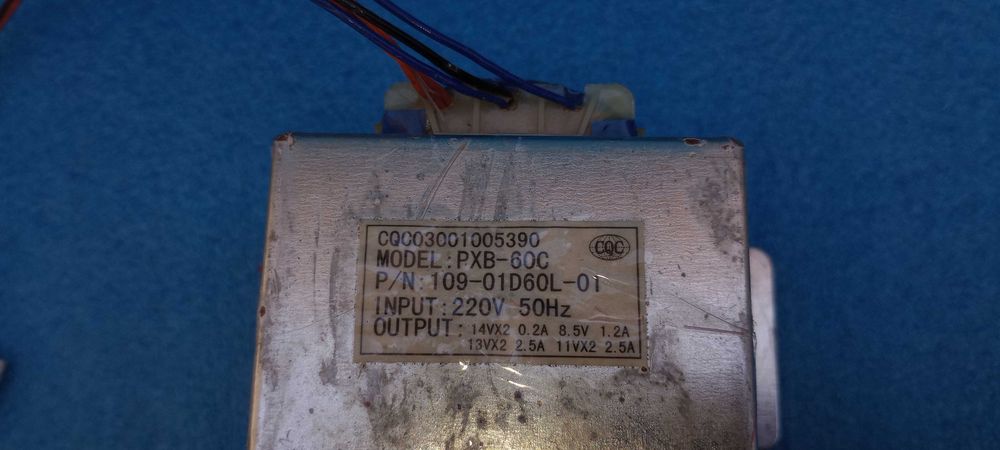 CQC03001005390
CQC
MODEL:PXB-60C
P/N:109-01D60L-01
INPUT:220V 50Hz
OUTPUT:14VX2 0.2A 8.5V 1.2A
13VX2 2.5A 11VX2 2.5A